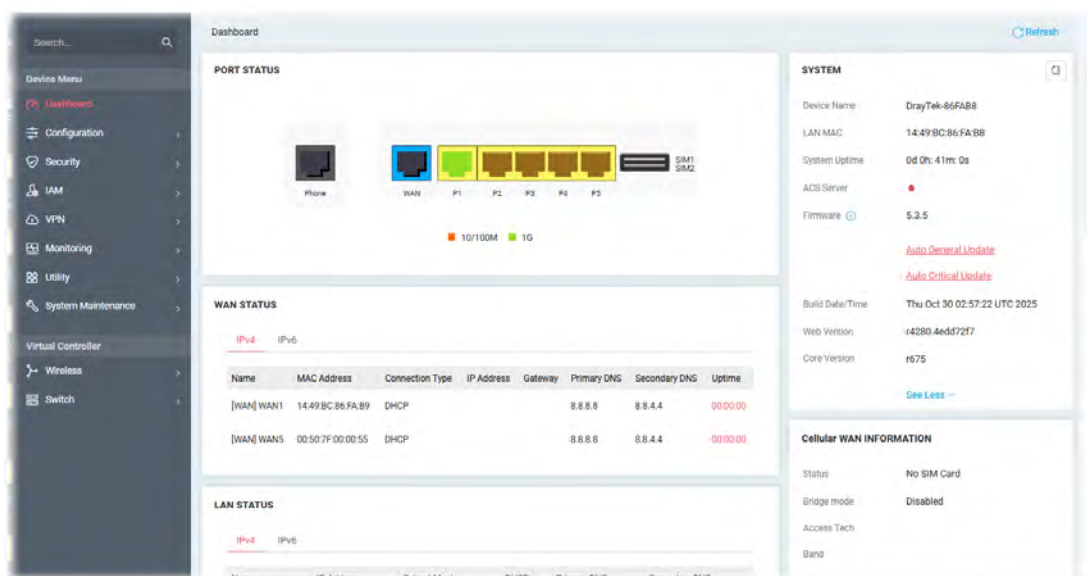 Search...
Device Menu
Dashboard
Configuration
Security
IAM
VPN
Monitoring
Utility
System Maintenance
Virtual Controller
Wireless
Switch
Dashboard
Refresh
PORT STATUS
Phone
WAN P1 P2 P3 P4 P5
SIM1
SIM2
10/100M 1G
WAN STATUS
IPv4 IPv6
Name MAC Address Connection Type IP Address Gateway Primary DNS Secondary DNS Uptime
[WAN] WAN1 14:49:BC:86:FA:B9 DHCP 8.8.8.8 8.8.4.4 00:00:00
[WAN] WAN5 00:50:7F:00:00:55 DHCP 8.8.8.8 8.8.4.4 00:00:00
LAN STATUS
IPv4 IPv6
SYSTEM
Device Name DrayTek-86FAB8
LAN MAC 14:49:BC:86:FA:B8
System Uptime 0d 0h: 41m: 0s
ACS Server
Firmware 5.3.5
Auto General Update
Auto Critical Update
Build Date/Time Thu Oct 30 02:57:22 UTC 2025
Web Version r4280.4edd72f7
Core Version r675
See Less
Cellular WAN INFORMATION
Status No SIM Card
Bridge mode Disabled
Access Tech
Band